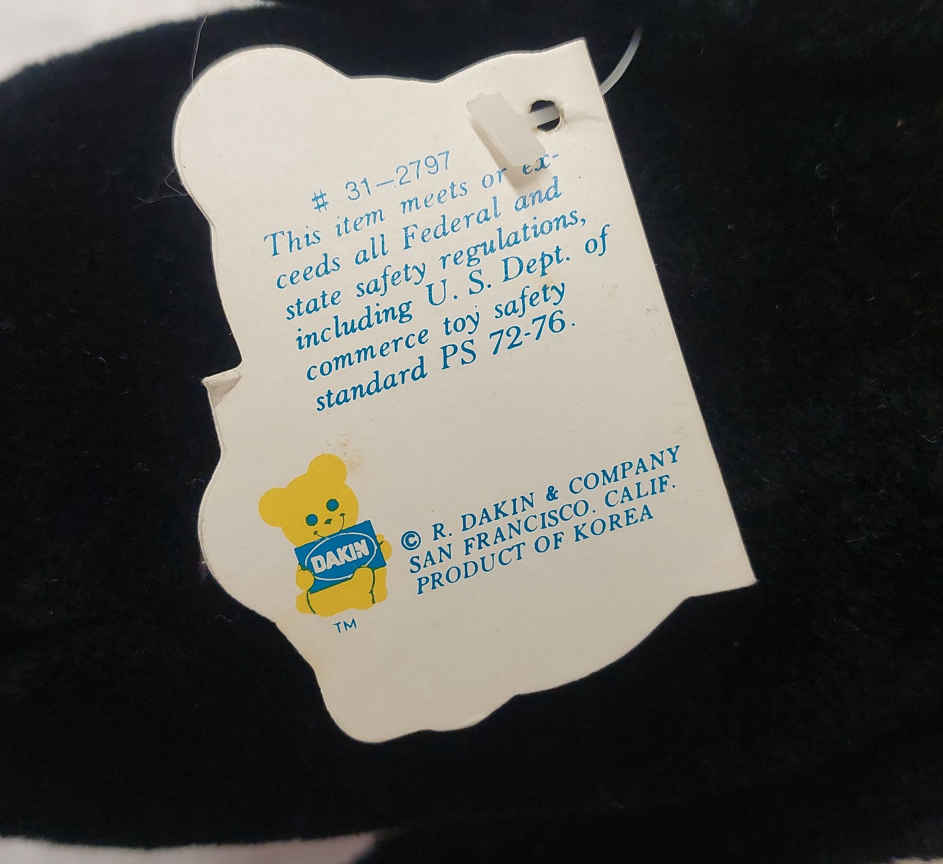 # 31-2797
This item meets or ex-
ceeds all Federal and
state safety regulations,
including U. S. Dept. of
commerce toy safety
standard PS 72-76.
DAKIN
TM
© R. DAKIN & COMPANY
SAN FRANCISCO. CALIF.
PRODUCT OF KOREA